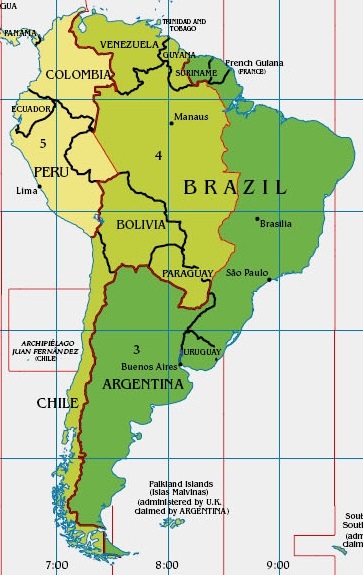 GUA
PANAMA
VENEZUELA
TRINIDAD AND
TOBAGO
GUYANA
SURINAME
French Guiana
(FRANCE)
COLOMBIA
ECUADOR
Manaus
5
4
PERU
Lima
BRAZIL
Brasilia
BOLIVIA
PARAGUAY
São Paulo
ARCHIPIÉLAGO
JUAN FERNÁNDEZ
(CHILE)
3
URUGUAY
Buenos Aires
ARGENTINA
CHILE
Falkland Islands
(Islas Malvinas)
(administered by U.K.
claimed by ARGENTINA)
Sout
South
(adm
claim
7:00
8:00
9:00